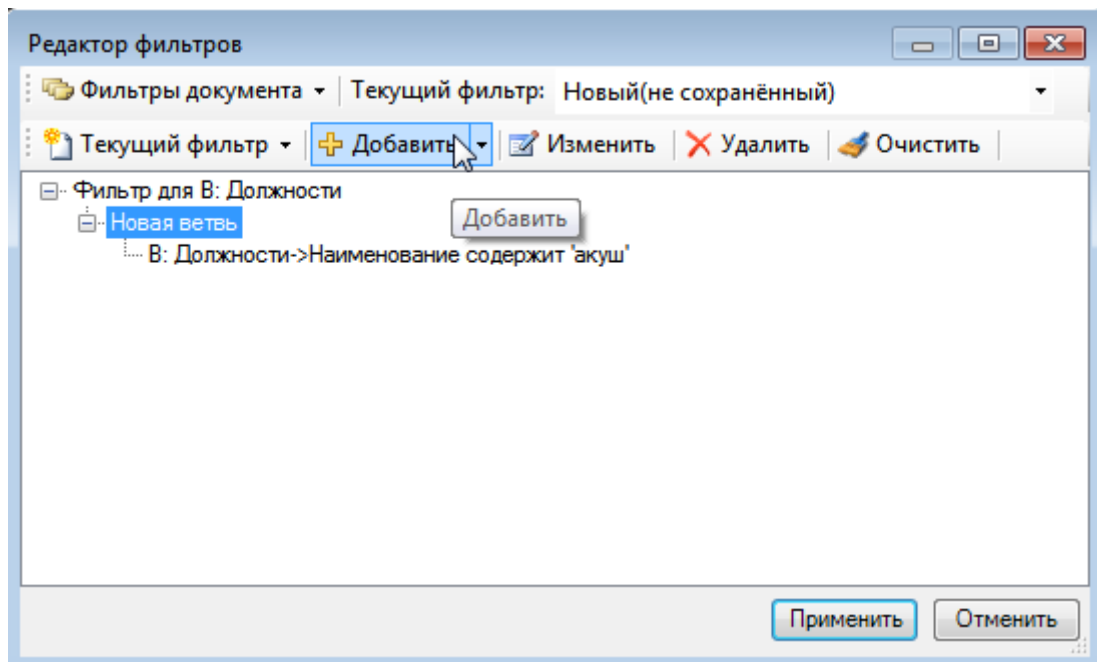 Редактор фильтров
Фильтры документа Текущий фильтр: Новый(не сохранённый)
Текущий фильтр Добавить Изменить Удалить Очистить
Фильтр для В: Должности
Новая ветвь
Добавить
В: Должности->Наименование содержит 'акуш'
Применить Отменить